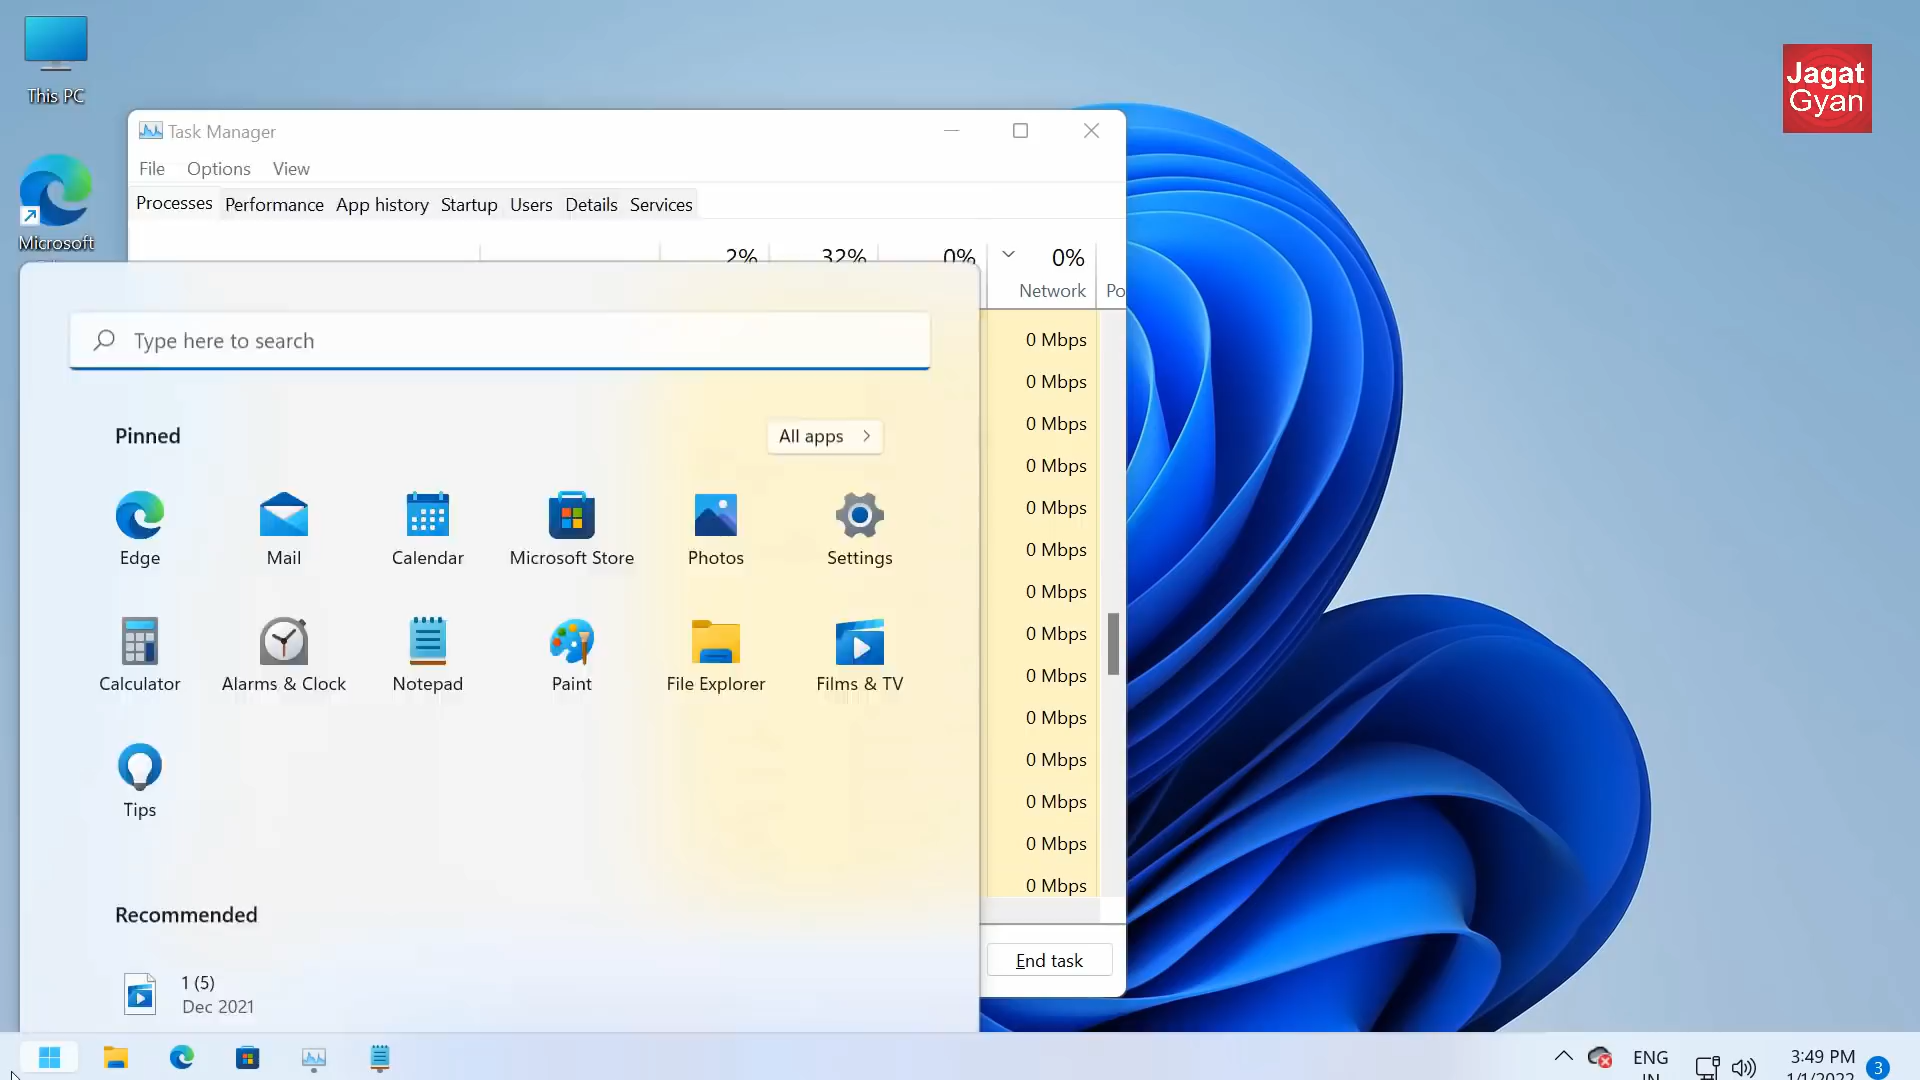 This PC
Jagat
Gyan
Task Manager
File Options View
Microsoft
Processes Performance App history Startup Users Details Services
2% 32% 0% 0%
Network Po
Type here to search
0 Mbps
0 Mbps
0 Mbps
0 Mbps
0 Mbps
0 Mbps
0 Mbps
0 Mbps
0 Mbps
0 Mbps
0 Mbps
0 Mbps
0 Mbps
0 Mbps
Pinned
All apps
Edge Mail Calendar Microsoft Store Photos Settings
Calculator Alarms & Clock Notepad Paint File Explorer Films & TV
Tips
Recommended
1 (5)
Dec 2021
End task
ENG
IN
3:49 PM
1/1/2022
3